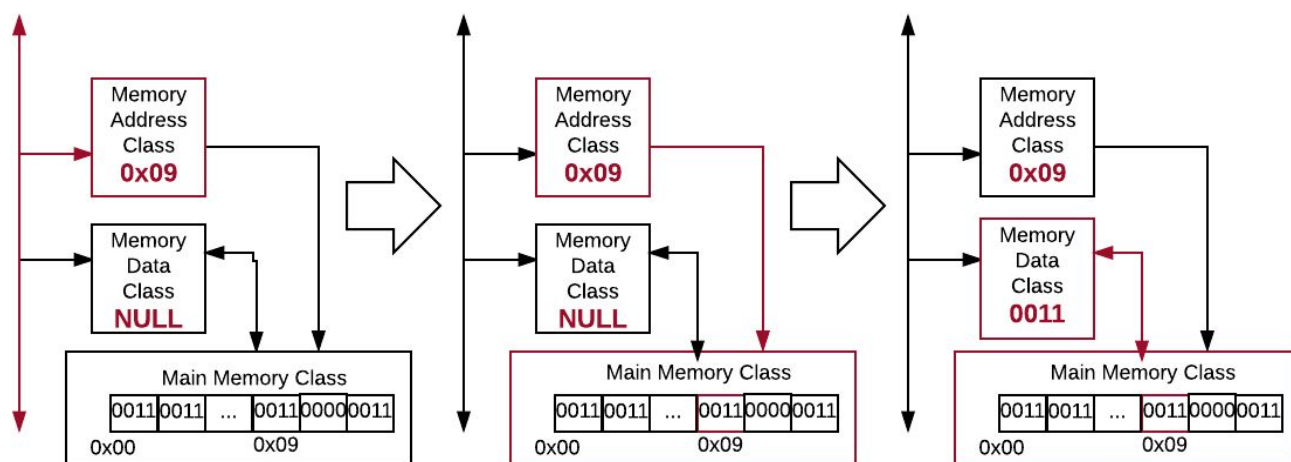 Memory
Address
Class
0x09
Memory
Data
Class
NULL
Main Memory Class
0011 0011 ... 0011 0000 0011
0x00 0x09
Memory
Address
Class
0x09
Memory
Data
Class
NULL
Main Memory Class
0011 0011 ... 0011 0000 0011
0x00 0x09
Memory
Address
Class
0x09
Memory
Data
Class
0011
Main Memory Class
0011 0011 ... 0011 0000 0011
0x00 0x09